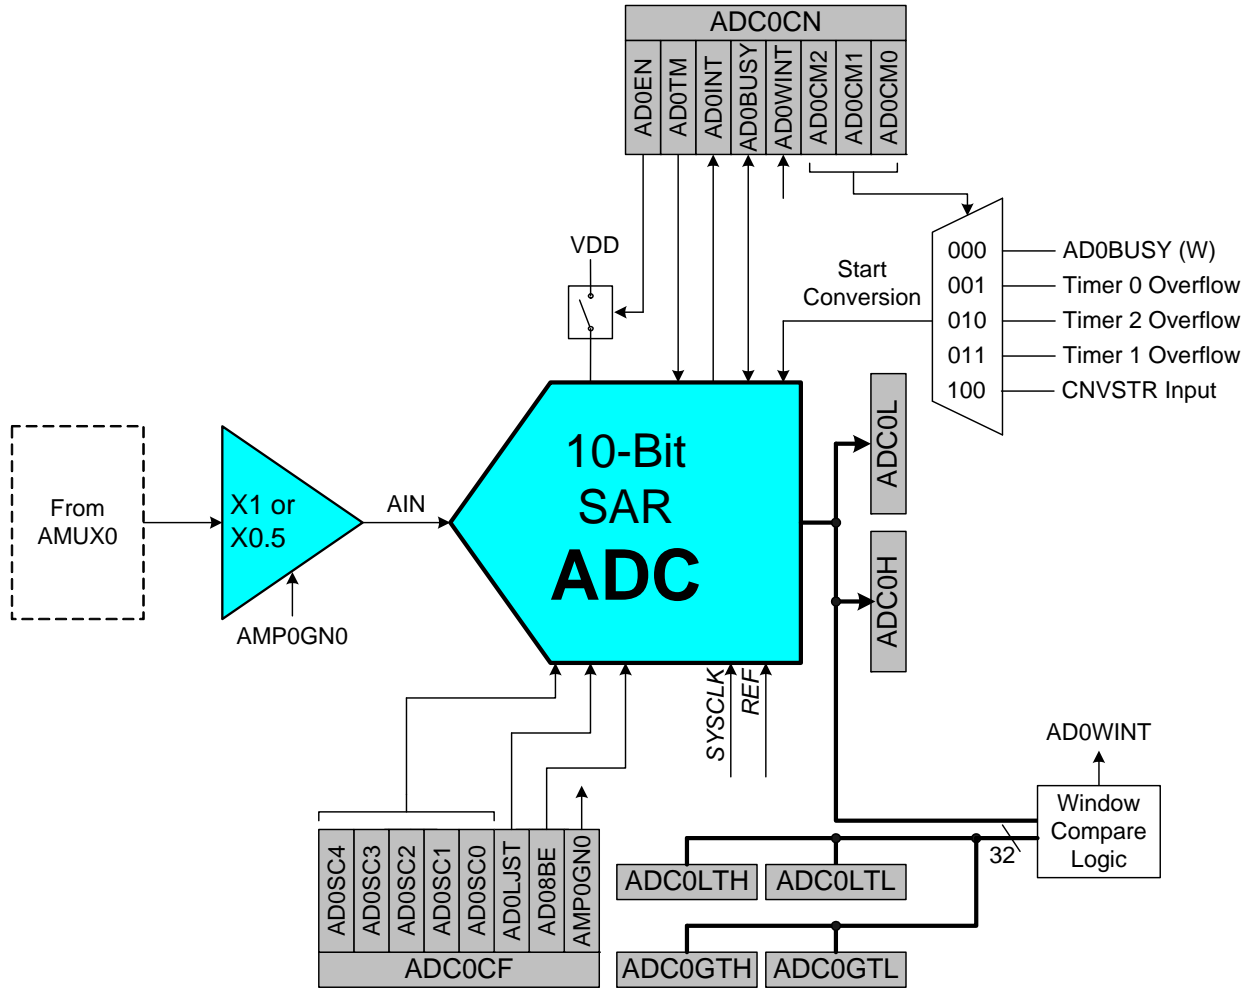 ADC0CN
AD0EN
AD0TM
AD0INT
AD0BUSY
AD0WINT
AD0CM2
AD0CM1
AD0CM0
VDD
Start
Conversion
000
AD0BUSY (W)
001
Timer 0 Overflow
010
Timer 2 Overflow
011
Timer 1 Overflow
100
CNVSTR Input
From
AMUX0
X1 or
X0.5
AIN
AMP0GN0
10-Bit
SAR
ADC
ADC0L
ADC0H
SYSCLK
REF
AD0WINT
Window
Compare
Logic
32
AD0SC4
AD0SC3
AD0SC2
AD0SC1
AD0SC0
AD0LJST
AD08BE
AMP0GN0
ADC0CF
ADC0LTH
ADC0LTL
ADC0GTH
ADC0GTL